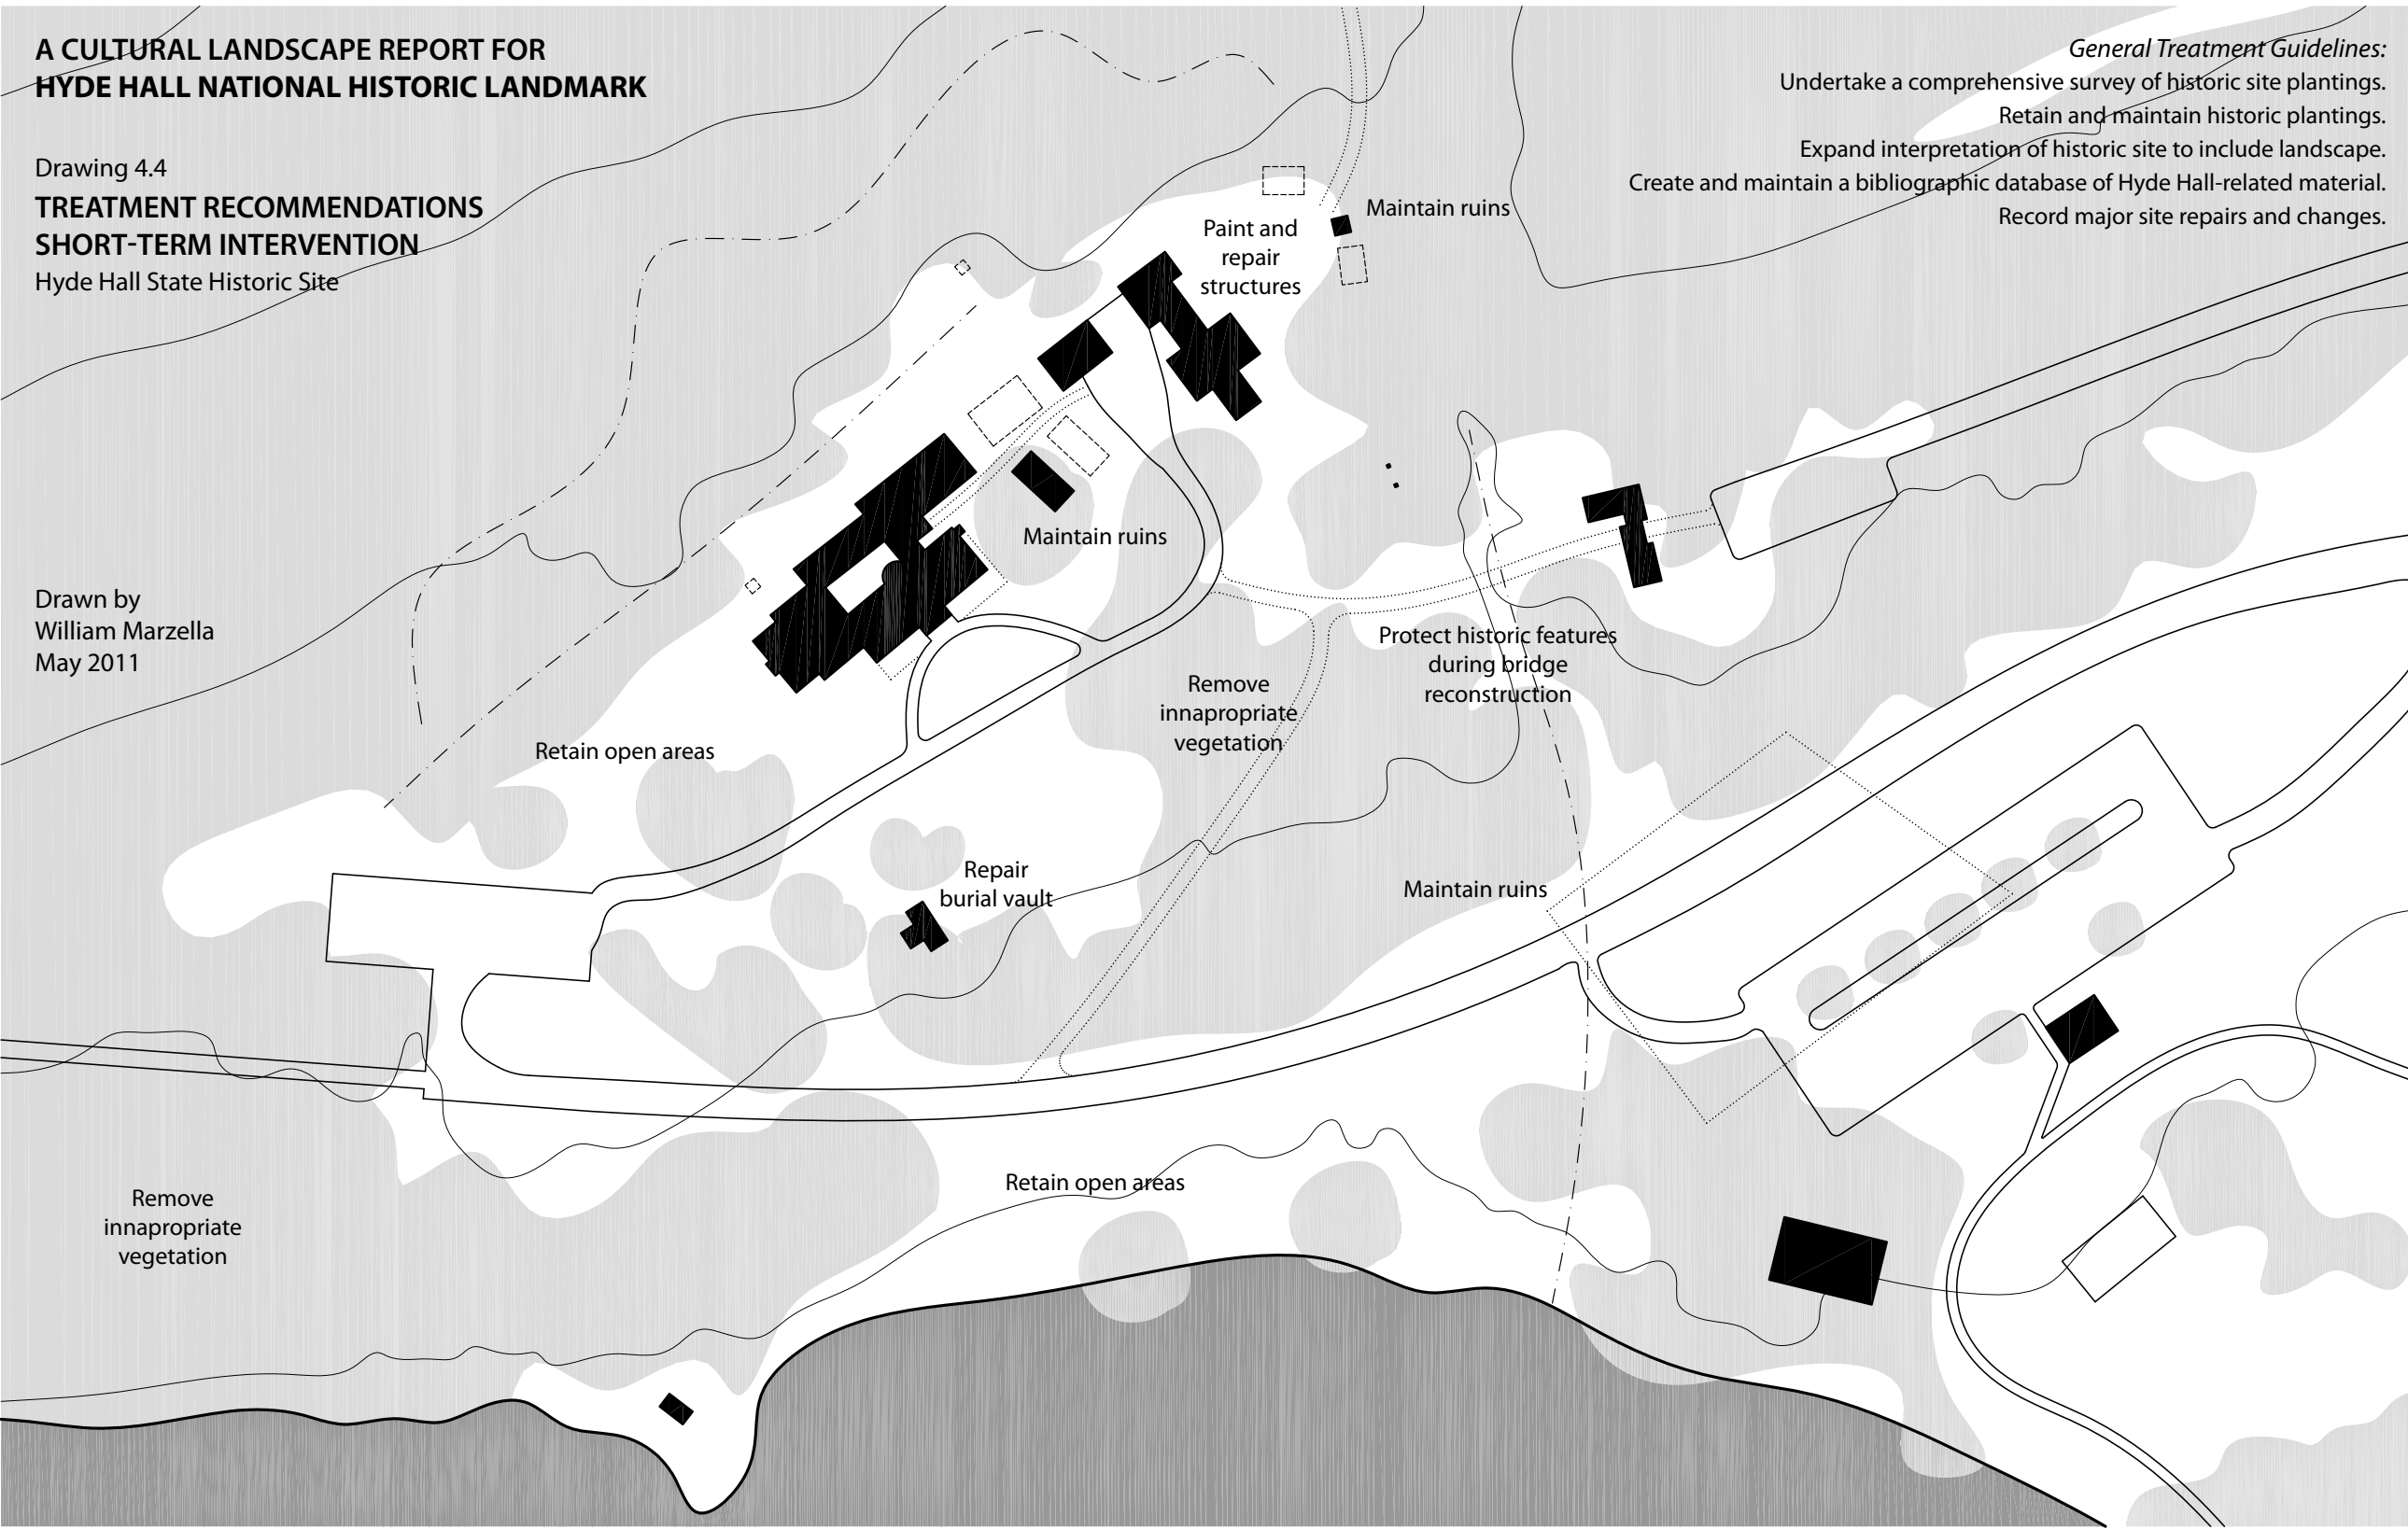 A CULTURAL LANDSCAPE REPORT FOR
HYDE HALL NATIONAL HISTORIC LANDMARK
Drawing 4.4
TREATMENT RECOMMENDATIONS
SHORT-TERM INTERVENTION
Hyde Hall State Historic Site
Drawn by
William Marzella
May 2011
General Treatment Guidelines:
Undertake a comprehensive survey of historic site plantings.
Retain and maintain historic plantings.
Expand interpretation of historic site to include landscape.
Create and maintain a bibliographic database of Hyde Hall-related material.
Record major site repairs and changes.
Maintain ruins
Paint and
repair
structures
Maintain ruins
Protect historic features
during bridge
reconstruction
Remove
innapropriate
vegetation
Retain open areas
Repair
burial vault
Maintain ruins
Retain open areas
Remove
innapropriate
vegetation